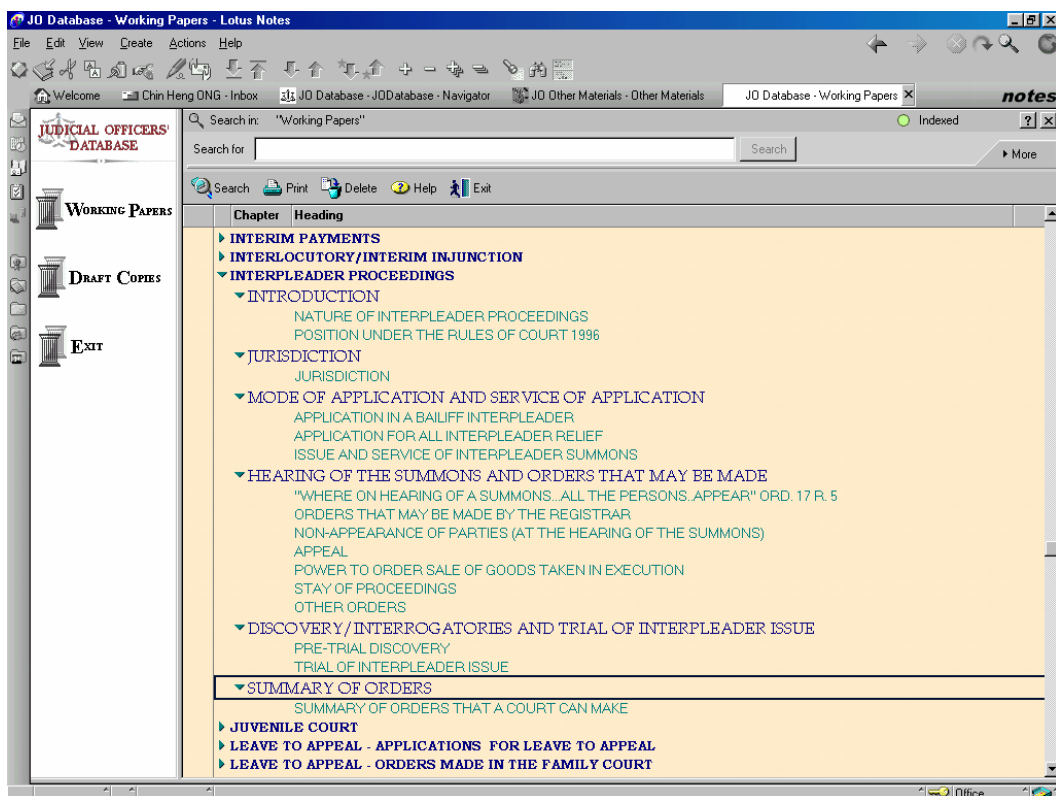 JO Database - Working Papers - Lotus Notes
File Edit View Create Actions Help
Welcome Chin Heng ONG - Inbox JO Database - JODatabase - Navigator JO Other Materials - Other Materials JO Database - Working Papers notes
JUDICIAL OFFICERS'
DATABASE
WORKING PAPERS
DRAFT COPIES
EXIT
Search in: "Working Papers" Indexed
Search for Search More
Search Print Delete Help Exit
Chapter Heading
INTERIM PAYMENTS
INTERLOCUTORY/INTERIM INJUNCTION
INTERPLEADER PROCEEDINGS
INTRODUCTION
NATURE OF INTERPLEADER PROCEEDINGS
POSITION UNDER THE RULES OF COURT 1996
JURISDICTION
JURISDICTION
MODE OF APPLICATION AND SERVICE OF APPLICATION
APPLICATION IN A BAILIFF INTERPLEADER
APPLICATION FOR ALL INTERPLEADER RELIEF
ISSUE AND SERVICE OF INTERPLEADER SUMMONS
HEARING OF THE SUMMONS AND ORDERS THAT MAY BE MADE
"WHERE ON HEARING OF A SUMMONS...ALL THE PERSONS..APPEAR" ORD. 17 R. 5
ORDERS THAT MAY BE MADE BY THE REGISTRAR
NON-APPEARANCE OF PARTIES (AT THE HEARING OF THE SUMMONS)
APPEAL
POWER TO ORDER SALE OF GOODS TAKEN IN EXECUTION
STAY OF PROCEEDINGS
OTHER ORDERS
DISCOVERY/INTERROGATORIES AND TRIAL OF INTERPLEADER ISSUE
PRE-TRIAL DISCOVERY
TRIAL OF INTERPLEADER ISSUE
SUMMARY OF ORDERS
SUMMARY OF ORDERS THAT A COURT CAN MAKE
JUVENILE COURT
LEAVE TO APPEAL - APPLICATIONS FOR LEAVE TO APPEAL
LEAVE TO APPEAL - ORDERS MADE IN THE FAMILY COURT
Office